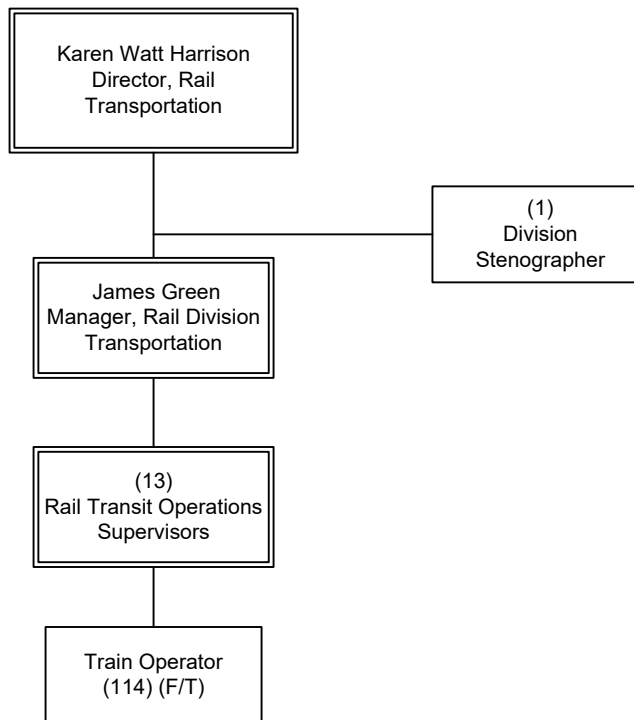 Karen Watt Harrison
Director, Rail
Transportation
(1)
Division
Stenographer
James Green
Manager, Rail Division
Transportation
(13)
Rail Transit Operations
Supervisors
Train Operator
(114) (F/T)